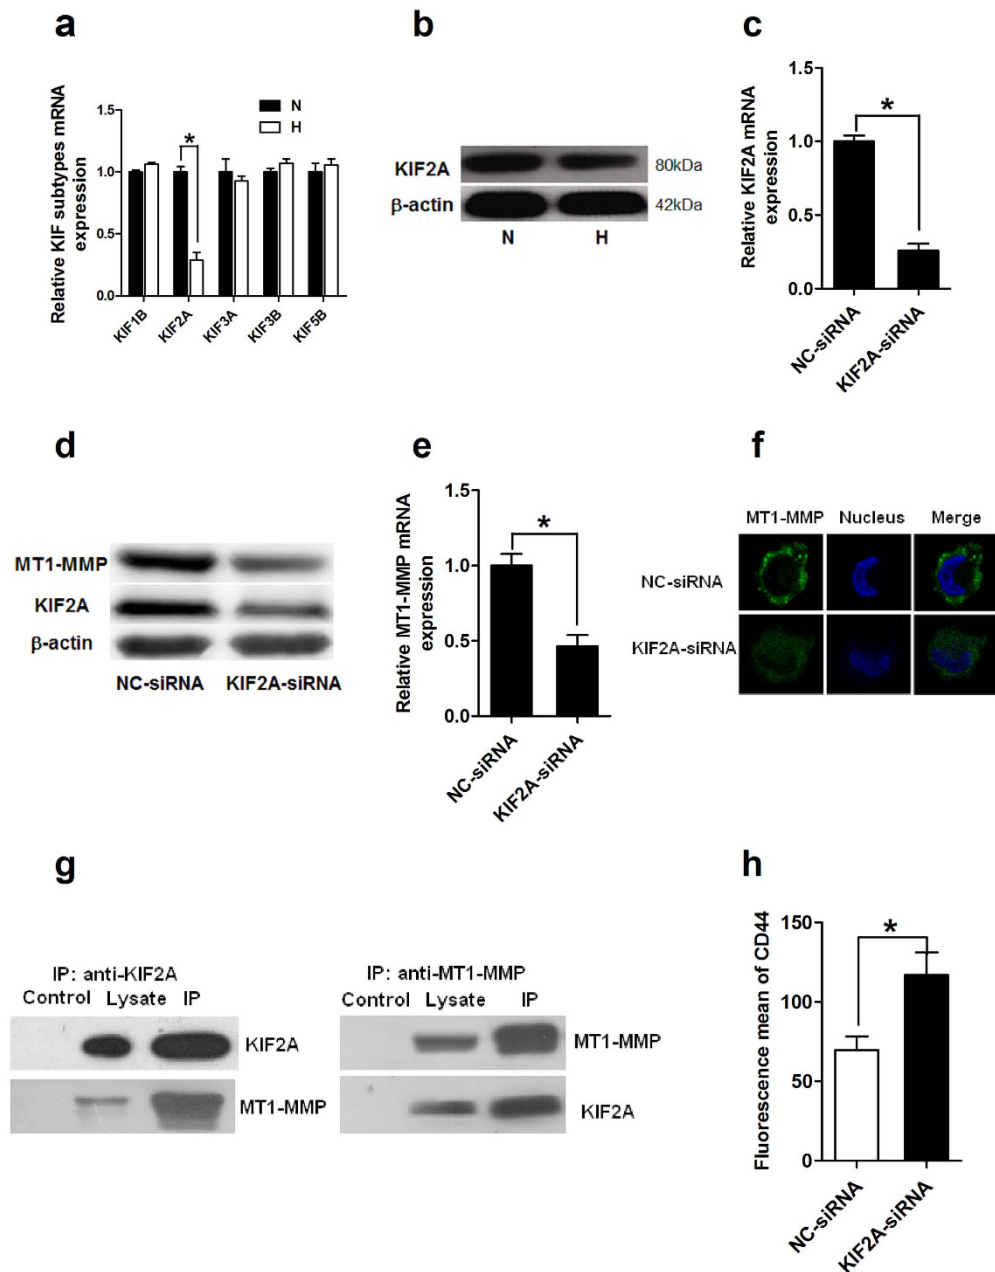 a
Relative KIF subtypes mRNA
expression
1.5
1.0
0.5
0.0
N
H
*
KIF1B
KIF2A
KIF3A
KIF3B
KIF5B
b
KIF2A
80kDa
β-actin
42kDa
N H
c
Relative KIF2A mRNA
expression
1.5
1.0
0.5
0.0
*
NC-siRNA
KIF2A-siRNA
d
MT1-MMP
KIF2A
β-actin
NC-siRNA KIF2A-siRNA
e
Relative MT1-MMP mRNA
expression
1.5
1.0
0.5
0.0
*
NC-siRNA
KIF2A-siRNA
f
MT1-MMP Nucleus Merge
NC-siRNA
KIF2A-siRNA
g
IP: anti-KIF2A
Control Lysate IP
KIF2A
MT1-MMP
IP: anti-MT1-MMP
Control Lysate IP
MT1-MMP
KIF2A
h
Fluorescence mean of CD44
150
100
50
0
*
NC-siRNA
KIF2A-siRNA